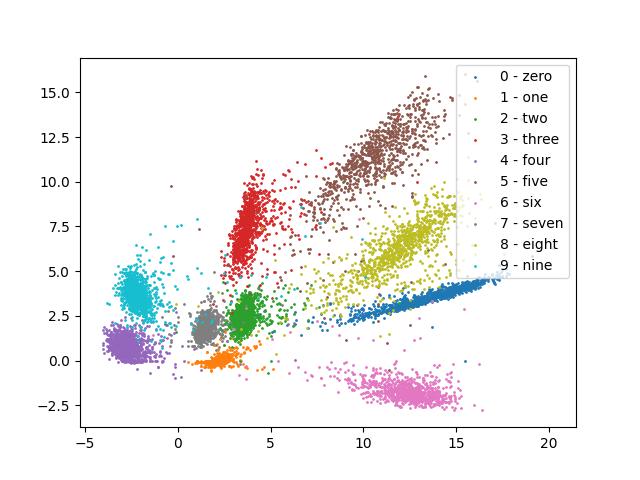 15.0
12.5
10.0
7.5
5.0
2.5
0.0
−2.5
−5
0
5
10
15
20
0 - zero
1 - one
2 - two
3 - three
4 - four
5 - five
6 - six
7 - seven
8 - eight
9 - nine